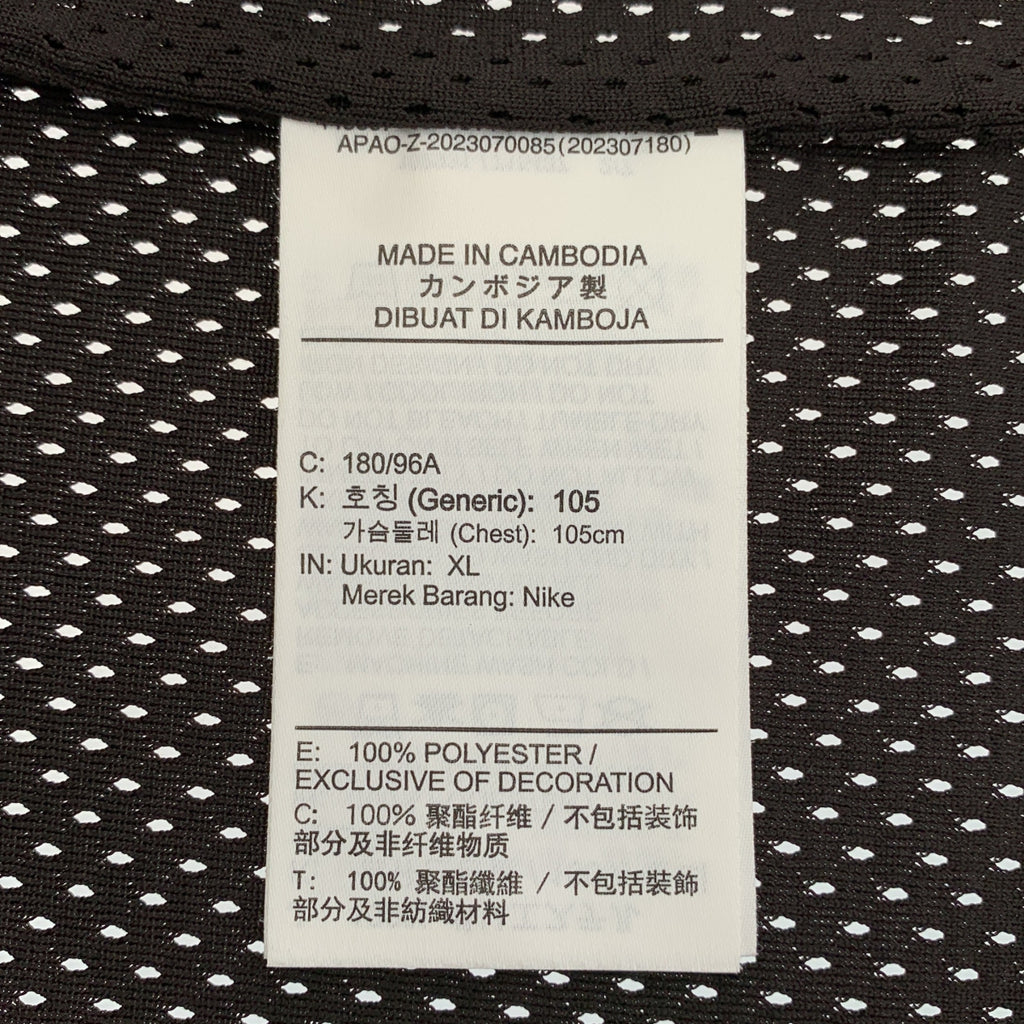 APAO-Z-2023070085(202307180)
MADE IN CAMBODIA
カンボジア製
DIBUAT DI KAMBOJA
C: 180/96A
K: 호칭 (Generic): 105
가슴둘레 (Chest): 105cm
IN: Ukuran: XL
Merek Barang: Nike
E: 100% POLYESTER /
EXCLUSIVE OF DECORATION
C: 100% 聚酯纤维 / 不包括装饰
部分及非纤维物质
T: 100% 聚酯纖維 / 不包括裝飾
部分及非紡織材料